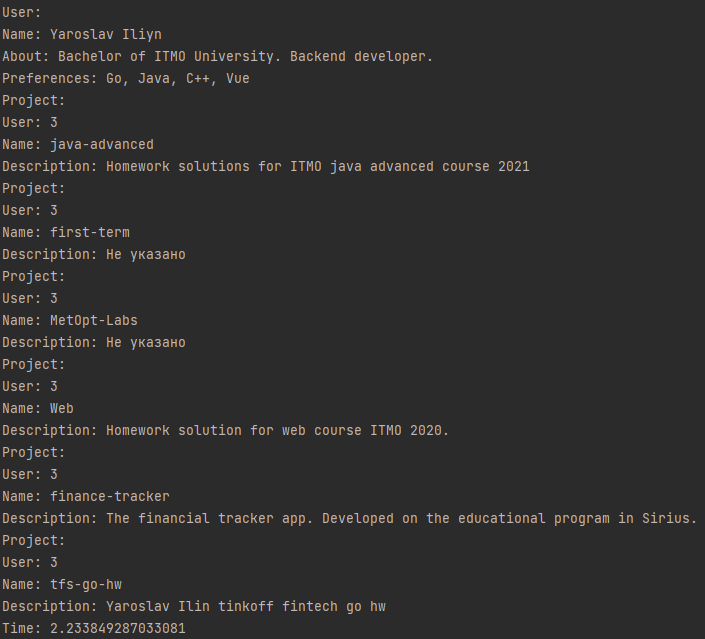 User:
Name: Yaroslav Iliyn
About: Bachelor of ITMO University. Backend developer.
Preferences: Go, Java, C++, Vue
Project:
User: 3
Name: java-advanced
Description: Homework solutions for ITMO java advanced course 2021
Project:
User: 3
Name: first-term
Description: Не указано
Project:
User: 3
Name: MetOpt-Labs
Description: Не указано
Project:
User: 3
Name: Web
Description: Homework solution for web course ITMO 2020.
Project:
User: 3
Name: finance-tracker
Description: The financial tracker app. Developed on the educational program in Sirius.
Project:
User: 3
Name: tfs-go-hw
Description: Yaroslav Ilin tinkoff fintech go hw
Time: 2.233849287033081